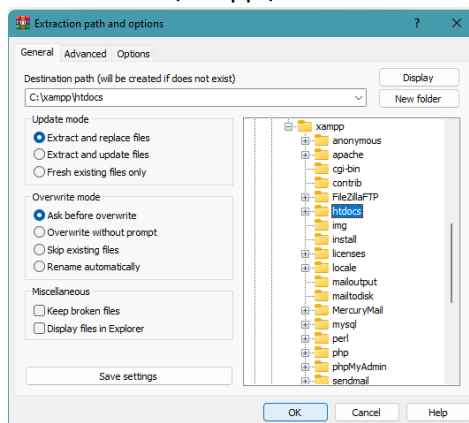 Extraction path and options
?
General Advanced Options
Destination path (will be created if does not exist)
Display
C:\xampp\htdocs
New folder
Update mode
Extract and replace files
Extract and update files
Fresh existing files only
Overwrite mode
Ask before overwrite
Overwrite without prompt
Skip existing files
Rename automatically
Miscellaneous
Keep broken files
Display files in Explorer
Save settings
xampp
anonymous
apache
cgi-bin
contrib
FileZillaFTP
htdocs
img
install
licenses
locale
mailoutput
mailtodisk
MercuryMail
mysql
perl
php
phpMyAdmin
sendmail
OK Cancel Help